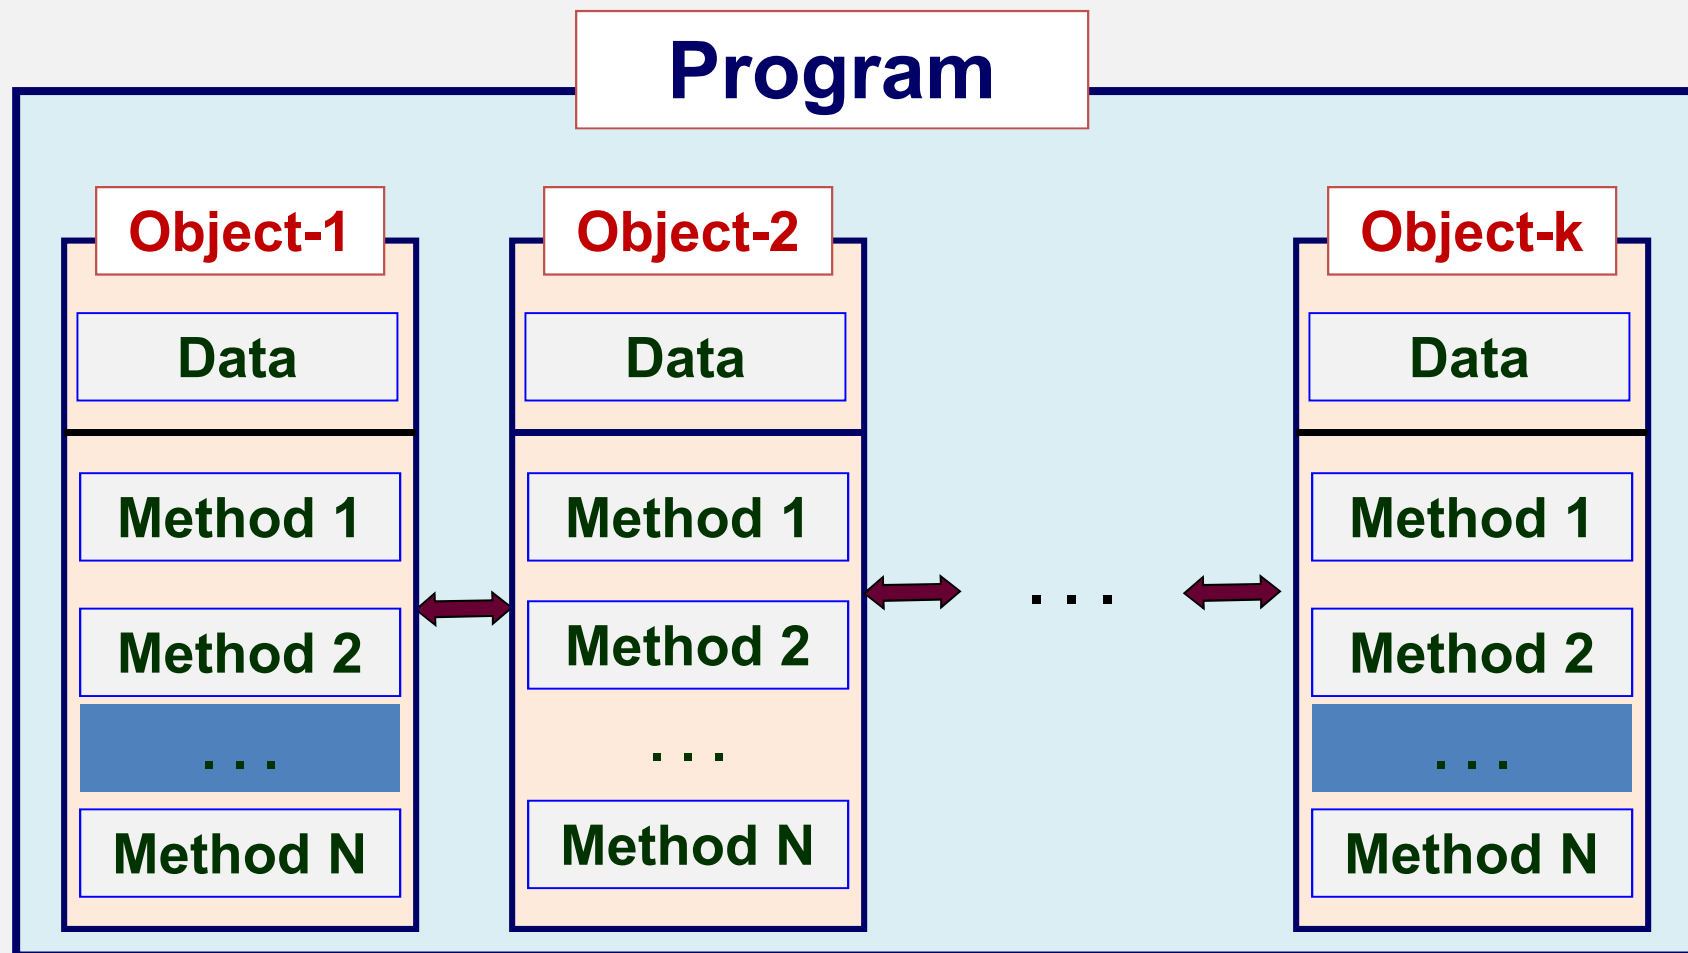 Program
Object-1
Data
Method 1
Method 2
. . .
Method N
Object-2
Data
Method 1
Method 2
. . .
Method N
. . .
Object-k
Data
Method 1
Method 2
. . .
Method N